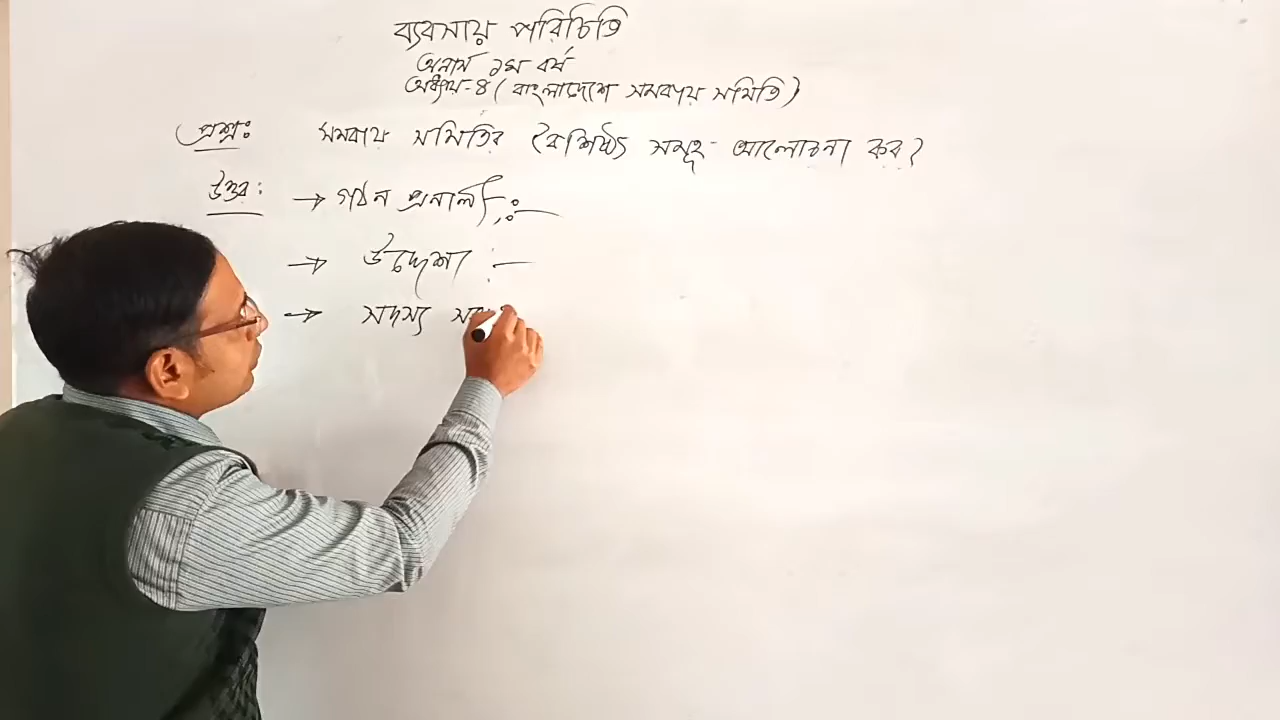 ব্যবসায় পরিচিতি
অনার্স ১ম বর্ষ
অধ্যায়-৪ (বাংলাদেশে সমবায় সমিতি)
প্রশ্ন: সমবায় সমিতির বৈশিষ্ট্য সমূহ আলোচনা কর?
উত্তর: → গঠন প্রনালী :—
→ উদ্দেশ্য :—
→ সদস্য